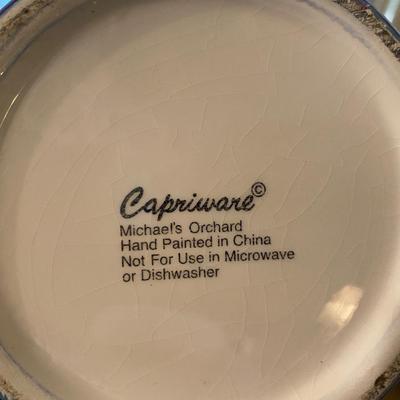 Capriware©
Michael's Orchard
Hand Painted in China
Not For Use in Microwave
or Dishwasher